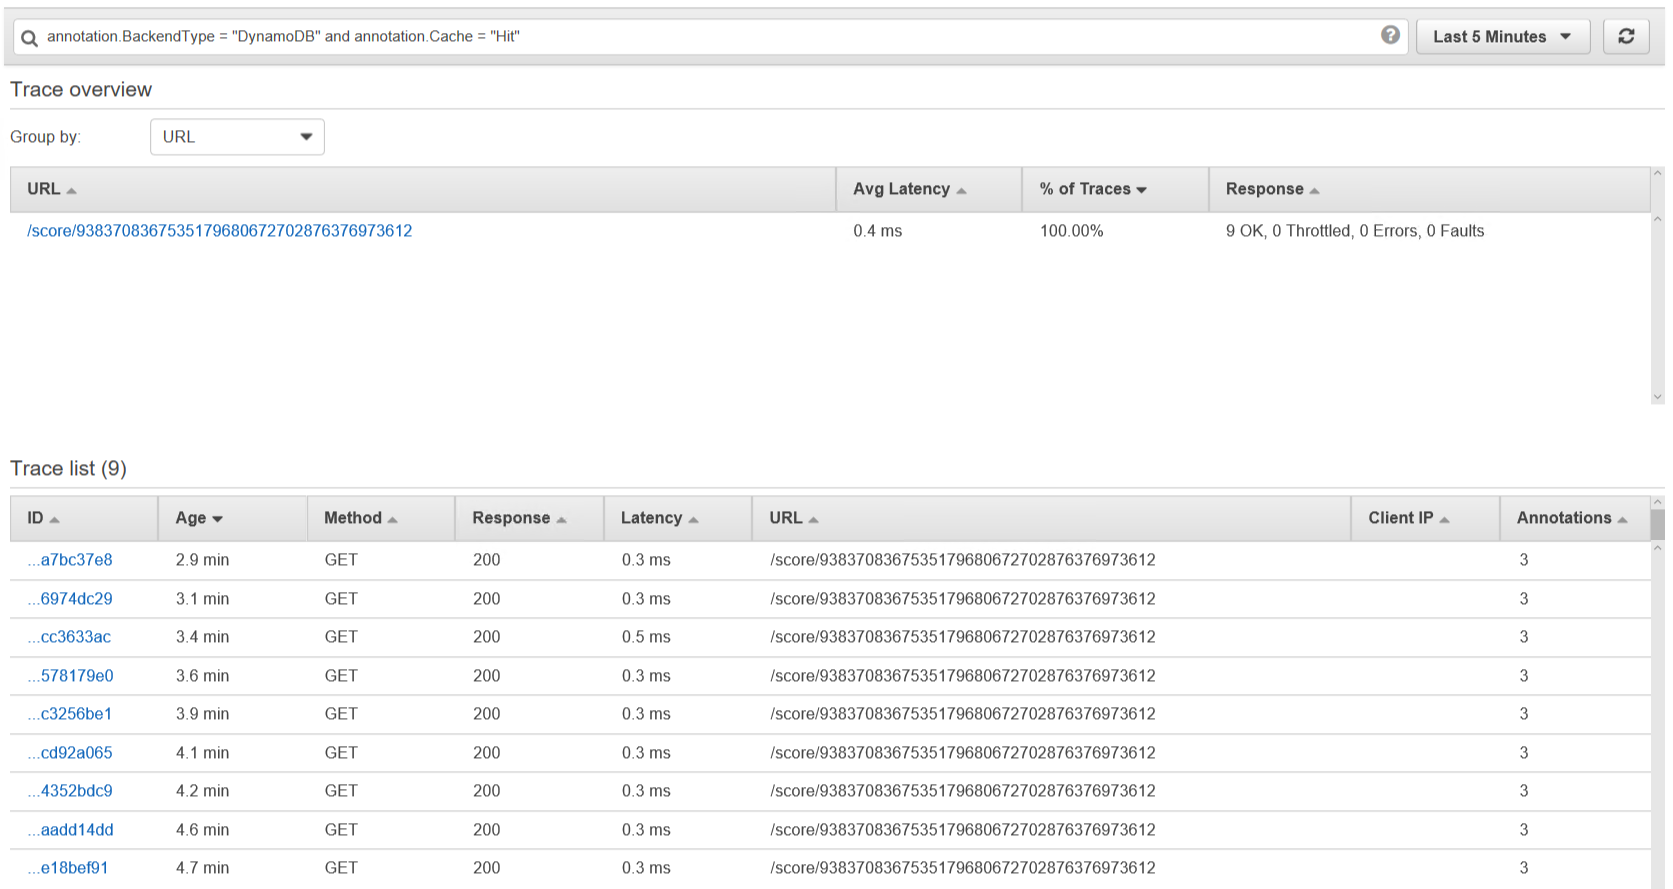 annotation.BackendType = "DynamoDB" and annotation.Cache = "Hit" ? Last 5 Minutes
Trace overview
Group by: URL
URL Avg Latency % of Traces Response
/score/9383708367535179680672702876376973612 0.4 ms 100.00% 9 OK, 0 Throttled, 0 Errors, 0 Faults
Trace list (9)
ID Age Method Response Latency URL Client IP Annotations
...a7bc37e8 2.9 min GET 200 0.3 ms /score/9383708367535179680672702876376973612 3
...6974dc29 3.1 min GET 200 0.3 ms /score/9383708367535179680672702876376973612 3
...cc3633ac 3.4 min GET 200 0.5 ms /score/9383708367535179680672702876376973612 3
...578179e0 3.6 min GET 200 0.3 ms /score/9383708367535179680672702876376973612 3
...c3256be1 3.9 min GET 200 0.3 ms /score/9383708367535179680672702876376973612 3
...cd92a065 4.1 min GET 200 0.3 ms /score/9383708367535179680672702876376973612 3
...4352bdc9 4.2 min GET 200 0.3 ms /score/9383708367535179680672702876376973612 3
...aadd14dd 4.6 min GET 200 0.3 ms /score/9383708367535179680672702876376973612 3
...e18bef91 4.7 min GET 200 0.3 ms /score/9383708367535179680672702876376973612 3